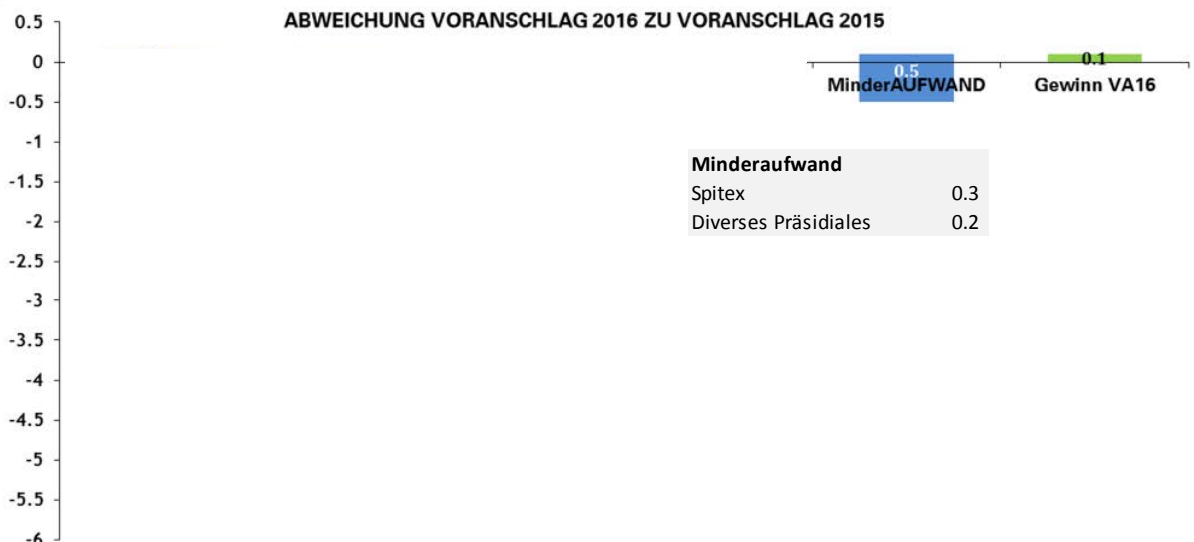 ABWEICHUNG VORANSCHLAG 2016 ZU VORANSCHLAG 2015
0.5
0
-0.5
-1
-1.5
-2
-2.5
-3
-3.5
-4
-4.5
-5
-5.5
-6
0.5
0.1
MinderAUFWAND
Gewinn VA16
Minderaufwand
Spitex 0.3
Diverses Präsidiales 0.2